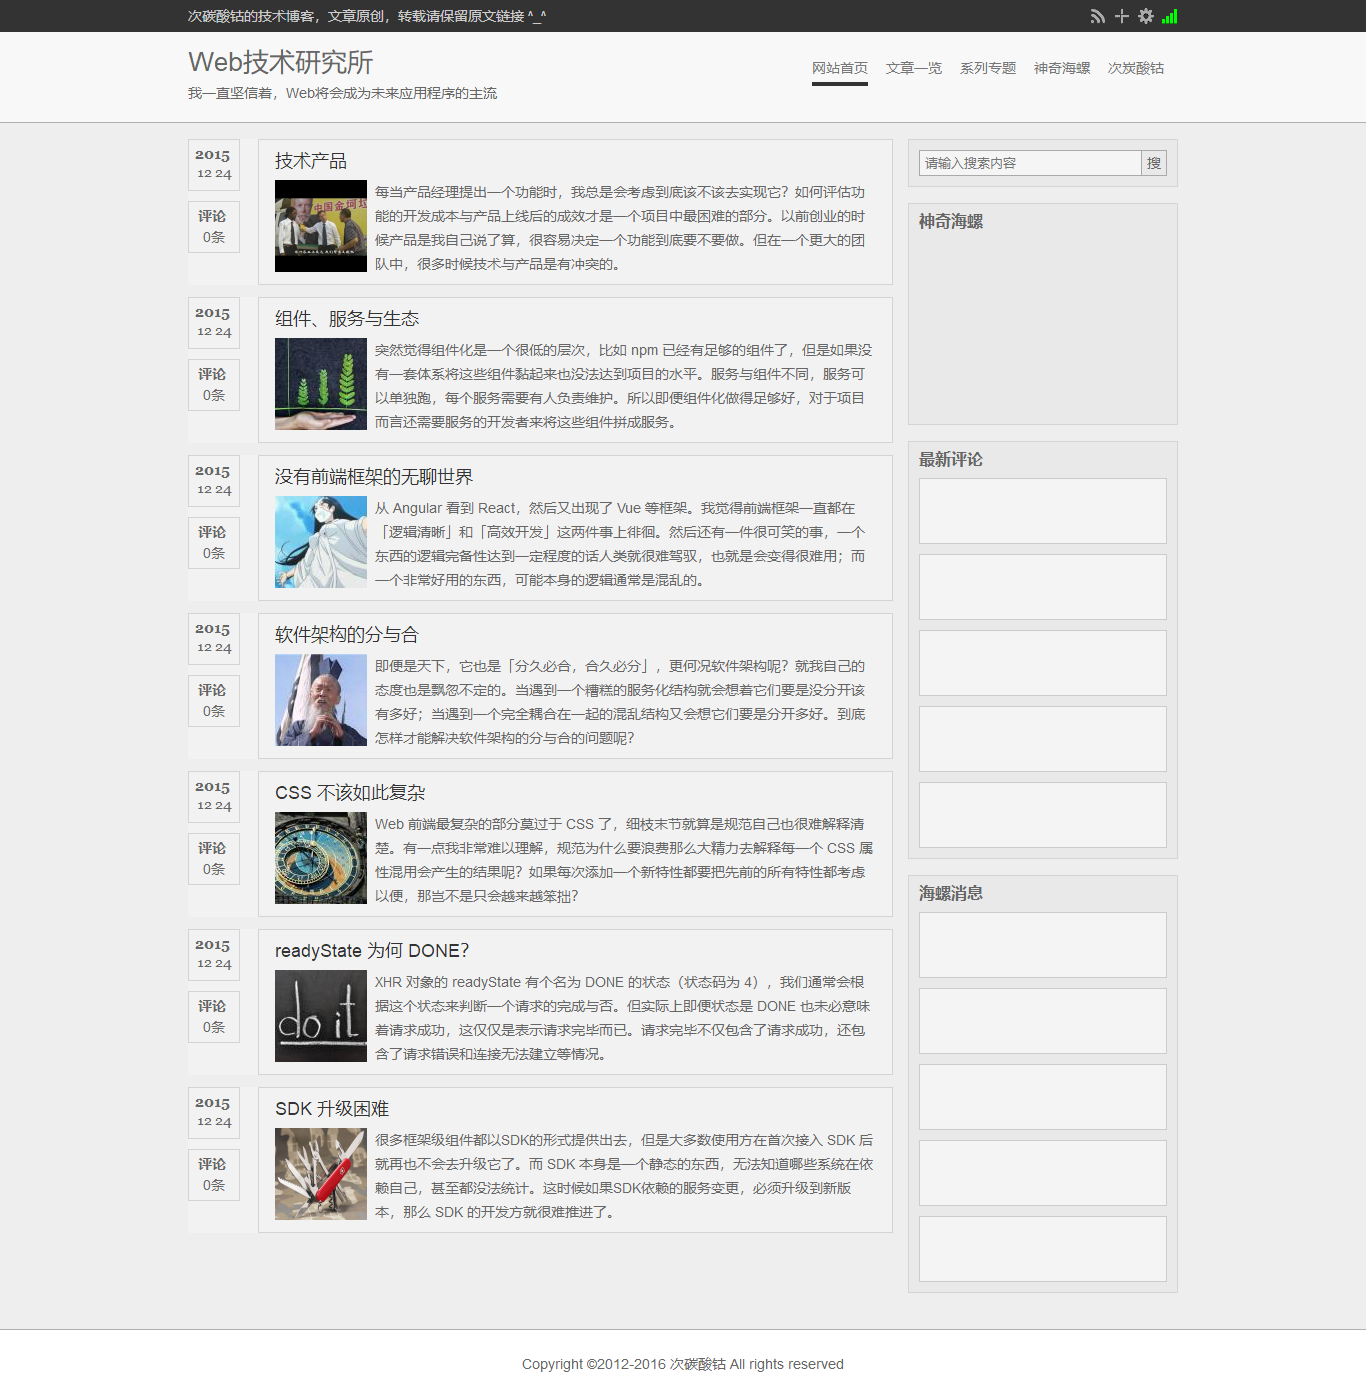 次碳酸钴的技术博客，文章原创，转载请保留原文链接 ^_^
Web技术研究所
我一直坚信着，Web将会成为未来应用程序的主流
网站首页 文章一览 系列专题 神奇海螺 次炭酸钴
2015
12 24
评论
0条
技术产品
每当产品经理提出一个功能时，我总是会考虑到底该不该去实现它？如何评估功
能的开发成本与产品上线后的成效才是一个项目中最困难的部分。以前创业的时
候产品是我自己说了算，很容易决定一个功能到底要不要做。但在一个更大的团
队中，很多时候技术与产品是有冲突的。
2015
12 24
评论
0条
组件、服务与生态
突然觉得组件化是一个很低的层次，比如 npm 已经有足够的组件了，但是如果没
有一套体系将这些组件黏起来也没法达到项目的水平。服务与组件不同，服务可
以单独跑，每个服务需要有人负责维护。所以即便组件化做得足够好，对于项目
而言还需要服务的开发者来将这些组件拼成服务。
2015
12 24
评论
0条
没有前端框架的无聊世界
从 Angular 看到 React，然后又出现了 Vue 等框架。我觉得前端框架一直都在
「逻辑清晰」和「高效开发」这两件事上徘徊。然后还有一件很可笑的事，一个
东西的逻辑完备性达到一定程度的话人类就很难驾驭，也就是会变得很难用；而
一个非常好用的东西，可能本身的逻辑通常是混乱的。
2015
12 24
评论
0条
软件架构的分与合
即便是天下，它也是「分久必合，合久必分」，更何况软件架构呢？就我自己的
态度也是飘忽不定的。当遇到一个糟糕的服务化结构就会想着它们要是没分开该
有多好；当遇到一个完全耦合在一起的混乱结构又会想它们要是分开多好。到底
怎样才能解决软件架构的分与合的问题呢？
2015
12 24
评论
0条
CSS 不该如此复杂
Web 前端最复杂的部分莫过于 CSS 了，细枝末节就算是规范自己也很难解释清
楚。有一点我非常难以理解，规范为什么要浪费那么大精力去解释每一个 CSS 属
性混用会产生的结果呢？如果每次添加一个新特性都要把先前的所有特性都考虑
以便，那岂不是只会越来越笨拙？
2015
12 24
评论
0条
readyState 为何 DONE？
XHR 对象的 readyState 有个名为 DONE 的状态（状态码为 4），我们通常会根
据这个状态来判断一个请求的完成与否。但实际上即便状态是 DONE 也未必意味
着请求成功，这仅仅是表示请求完毕而已。请求完毕不仅包含了请求成功，还包
含了请求错误和连接无法建立等情况。
2015
12 24
评论
0条
SDK 升级困难
很多框架级组件都以SDK的形式提供出去，但是大多数使用方在首次接入 SDK 后
就再也不会去升级它了。而 SDK 本身是一个静态的东西，无法知道哪些系统在依
赖自己，甚至都没法统计。这时候如果SDK依赖的服务变更，必须升级到新版
本，那么 SDK 的开发方就很难推进了。
请输入搜索内容 搜
神奇海螺
最新评论
海螺消息
Copyright ©2012-2016 次碳酸钴 All rights reserved
do it